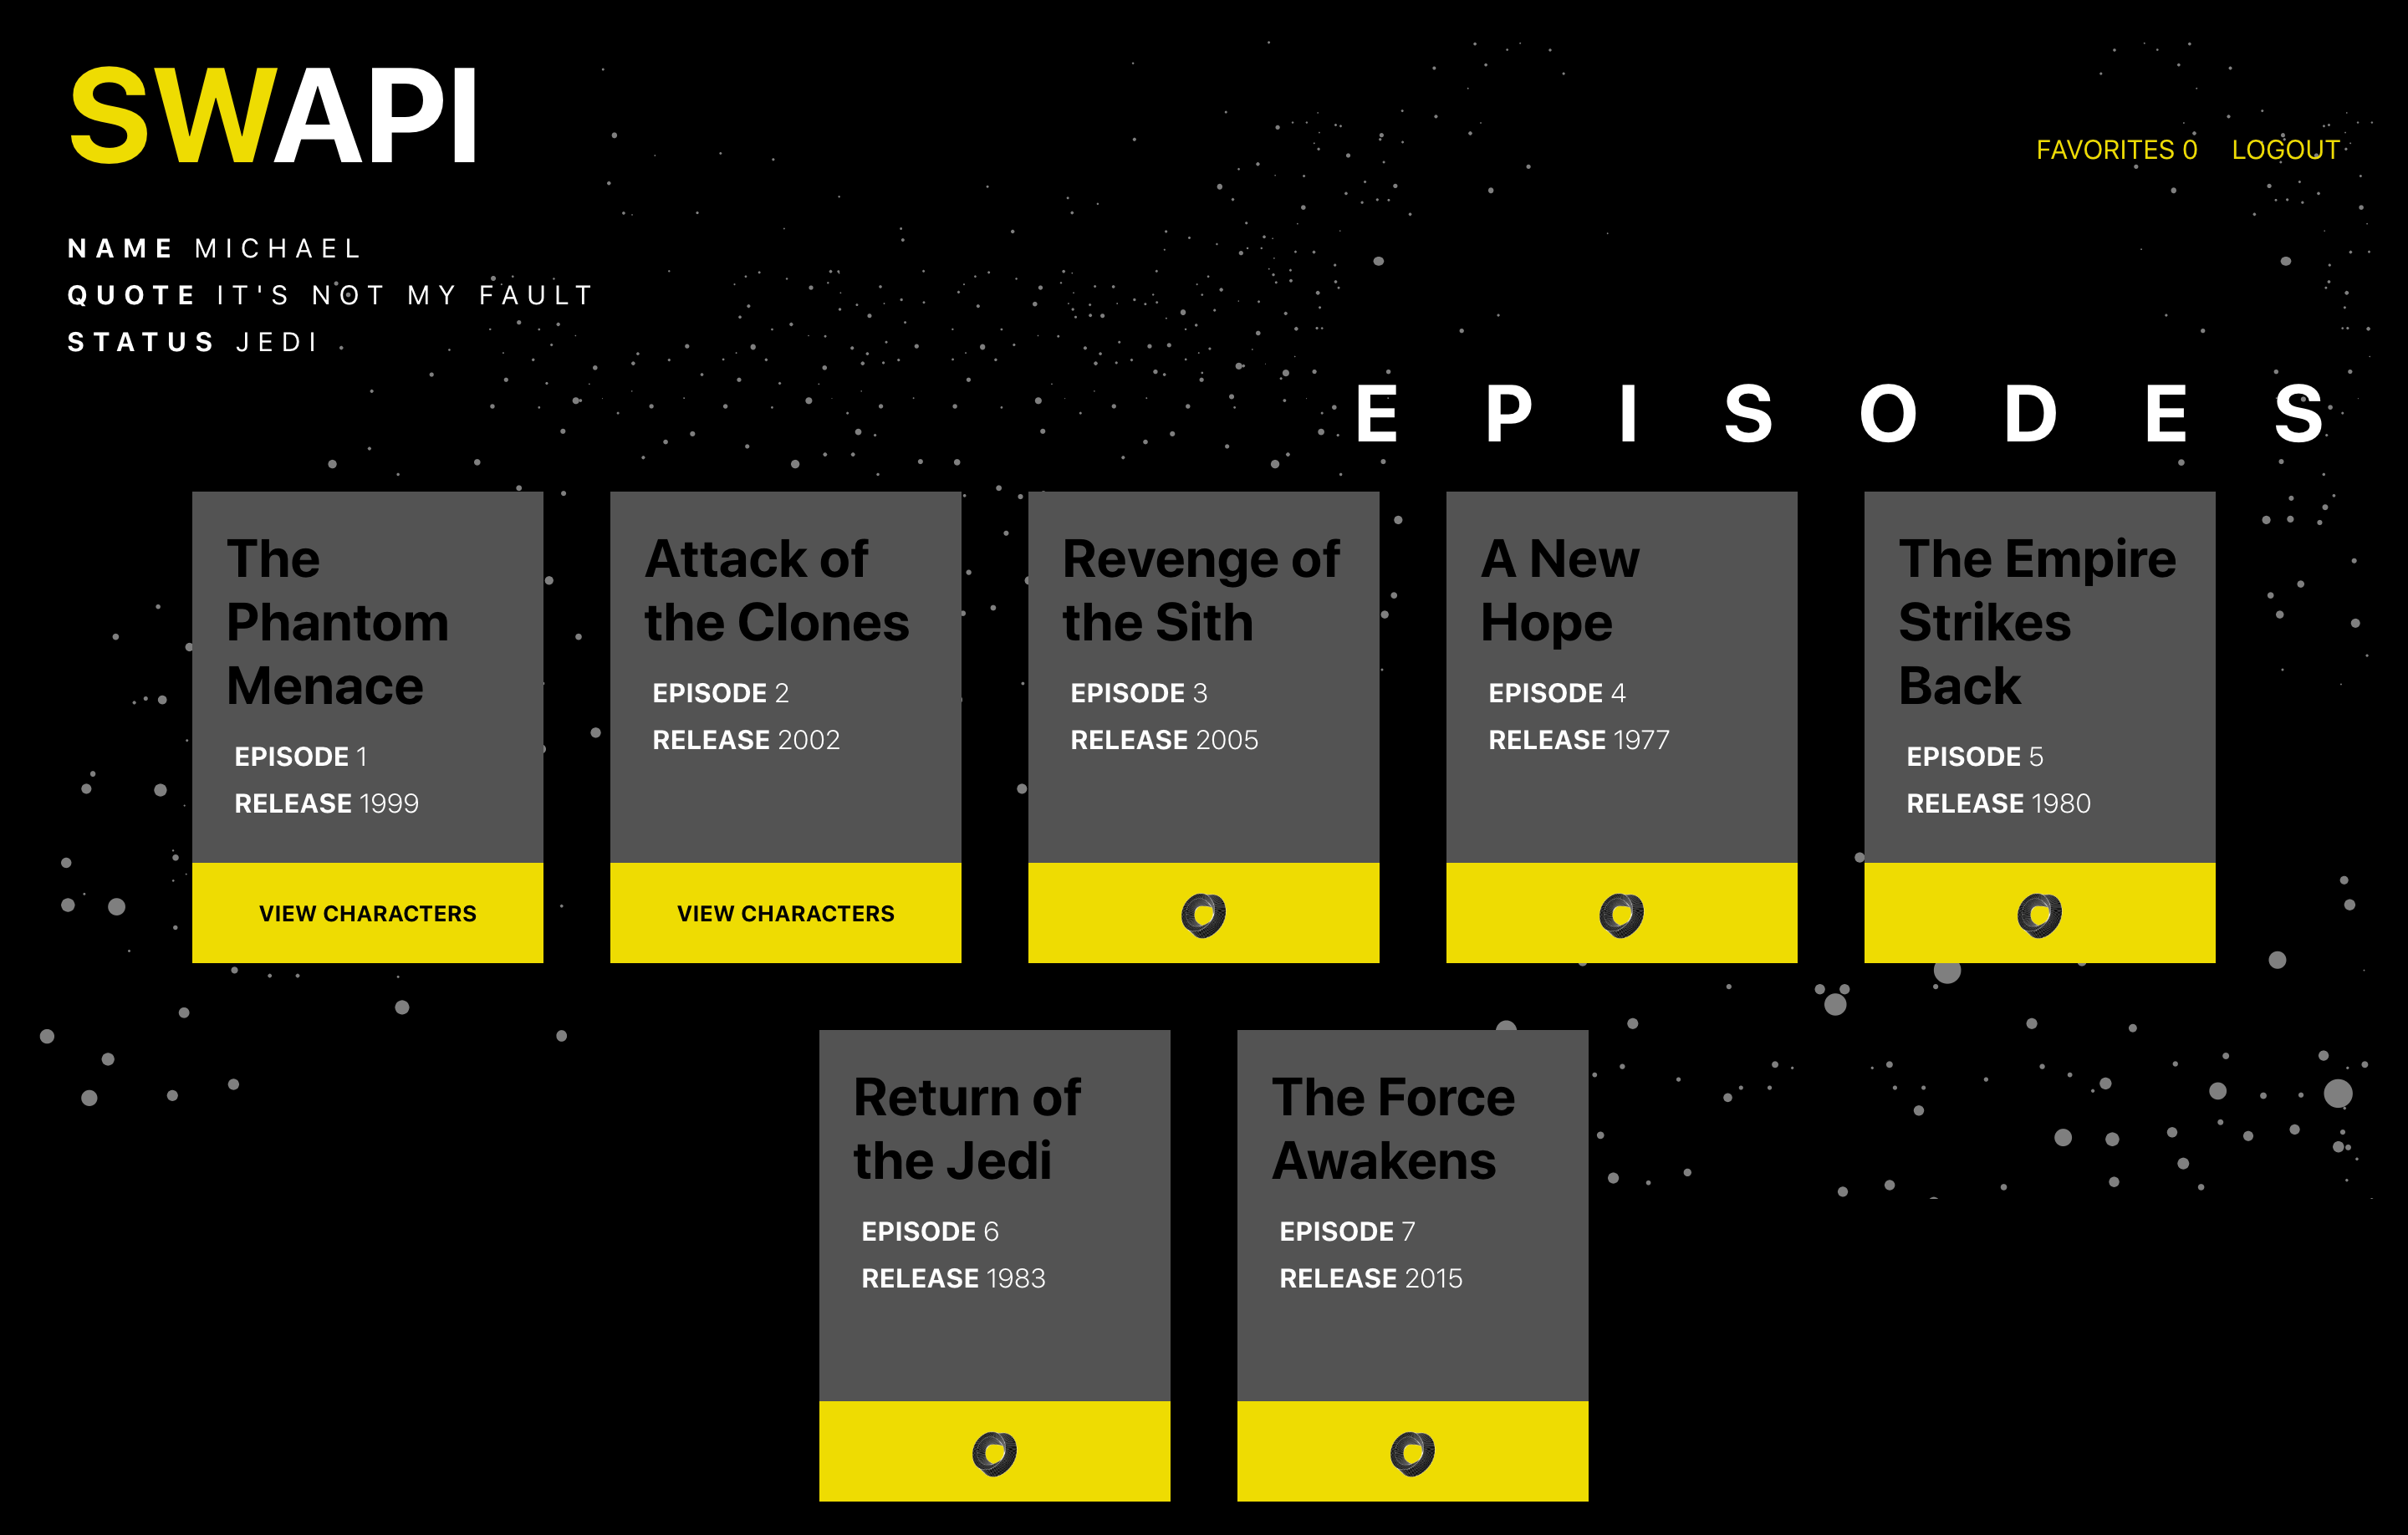 SWAPI
FAVORITES 0 LOGOUT
NAME MICHAEL
QUOTE IT'S NOT MY FAULT
STATUS JEDI
EPISODES
The
Phantom
Menace
EPISODE 1
RELEASE 1999
VIEW CHARACTERS
Attack of
the Clones
EPISODE 2
RELEASE 2002
VIEW CHARACTERS
Revenge of
the Sith
EPISODE 3
RELEASE 2005
A New
Hope
EPISODE 4
RELEASE 1977
The Empire
Strikes
Back
EPISODE 5
RELEASE 1980
Return of
the Jedi
EPISODE 6
RELEASE 1983
The Force
Awakens
EPISODE 7
RELEASE 2015